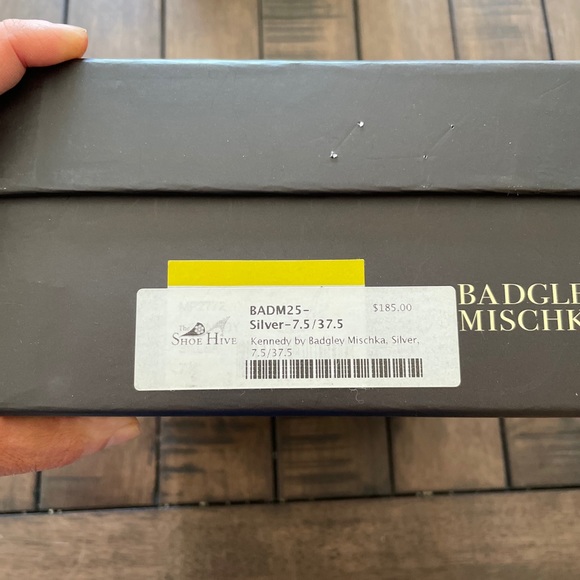 BADM25-
Silver-7.5/37.5
$185.00
The
SHOE HIVE
Kennedy by Badgley Mischka, Silver,
7.5/37.5
BADGLE
MISCHK